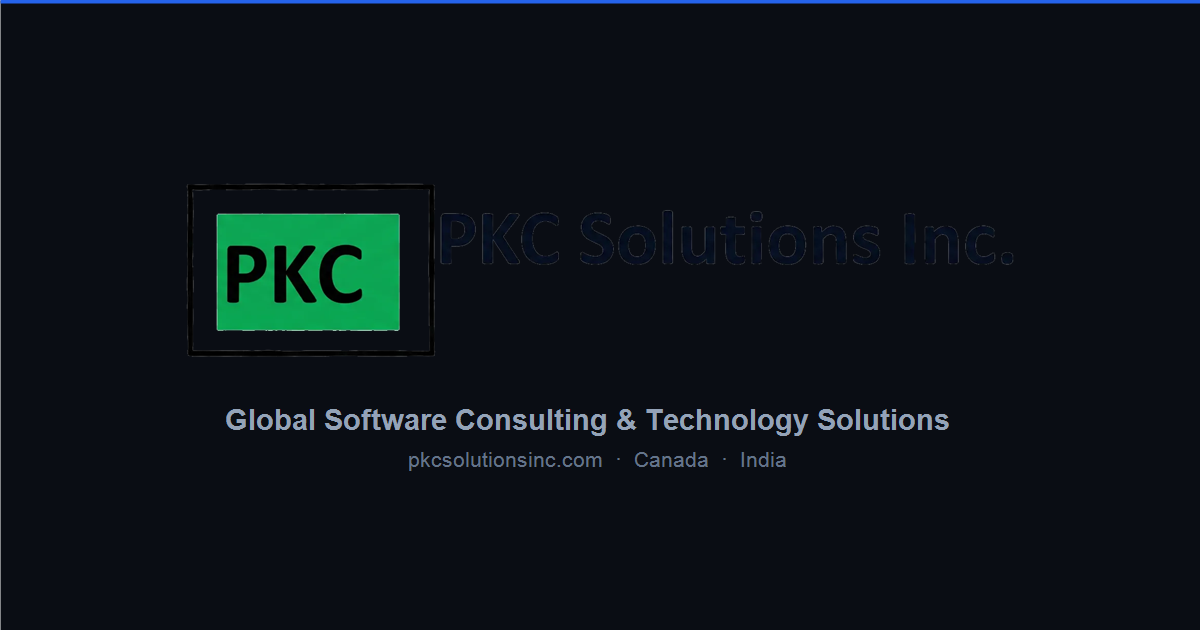 PKC
PKC Solutions Inc.
Global Software Consulting & Technology Solutions
pkcsolutionsinc.com · Canada · India